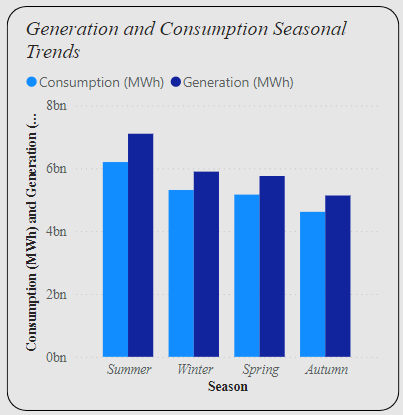 Generation and Consumption Seasonal
Trends
Consumption (MWh) Generation (MWh)
Consumption (MWh) and Generation (...
8bn
6bn
4bn
2bn
0bn
Summer Winter Spring Autumn
Season